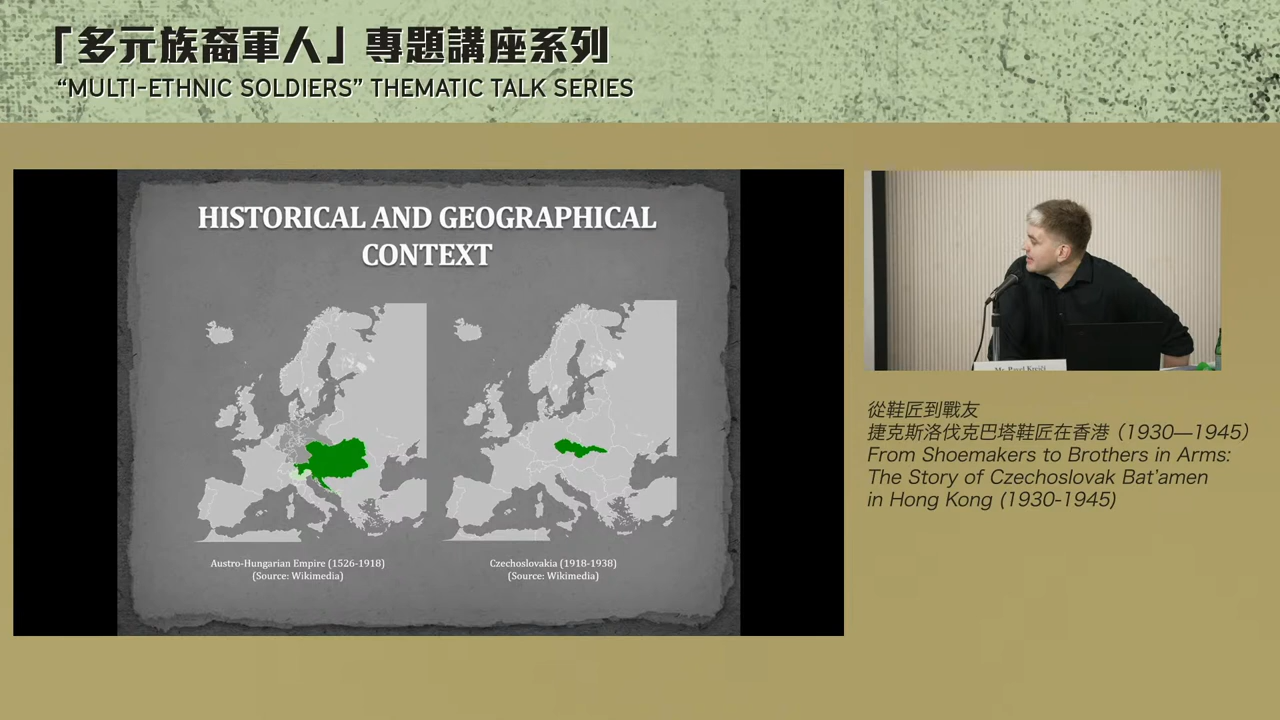 「多元族裔軍人」專題講座系列
“MULTI-ETHNIC SOLDIERS” THEMATIC TALK SERIES
HISTORICAL AND GEOGRAPHICAL
CONTEXT
Austro-Hungarian Empire (1526-1918)
(Source: Wikimedia)
Czechoslovakia (1918-1938)
(Source: Wikimedia)
Mr. Pavel Krejčí
從鞋匠到戰友
捷克斯洛伐克巴塔鞋匠在香港（1930—1945）
From Shoemakers to Brothers in Arms:
The Story of Czechoslovak Bat’amen
in Hong Kong (1930-1945)